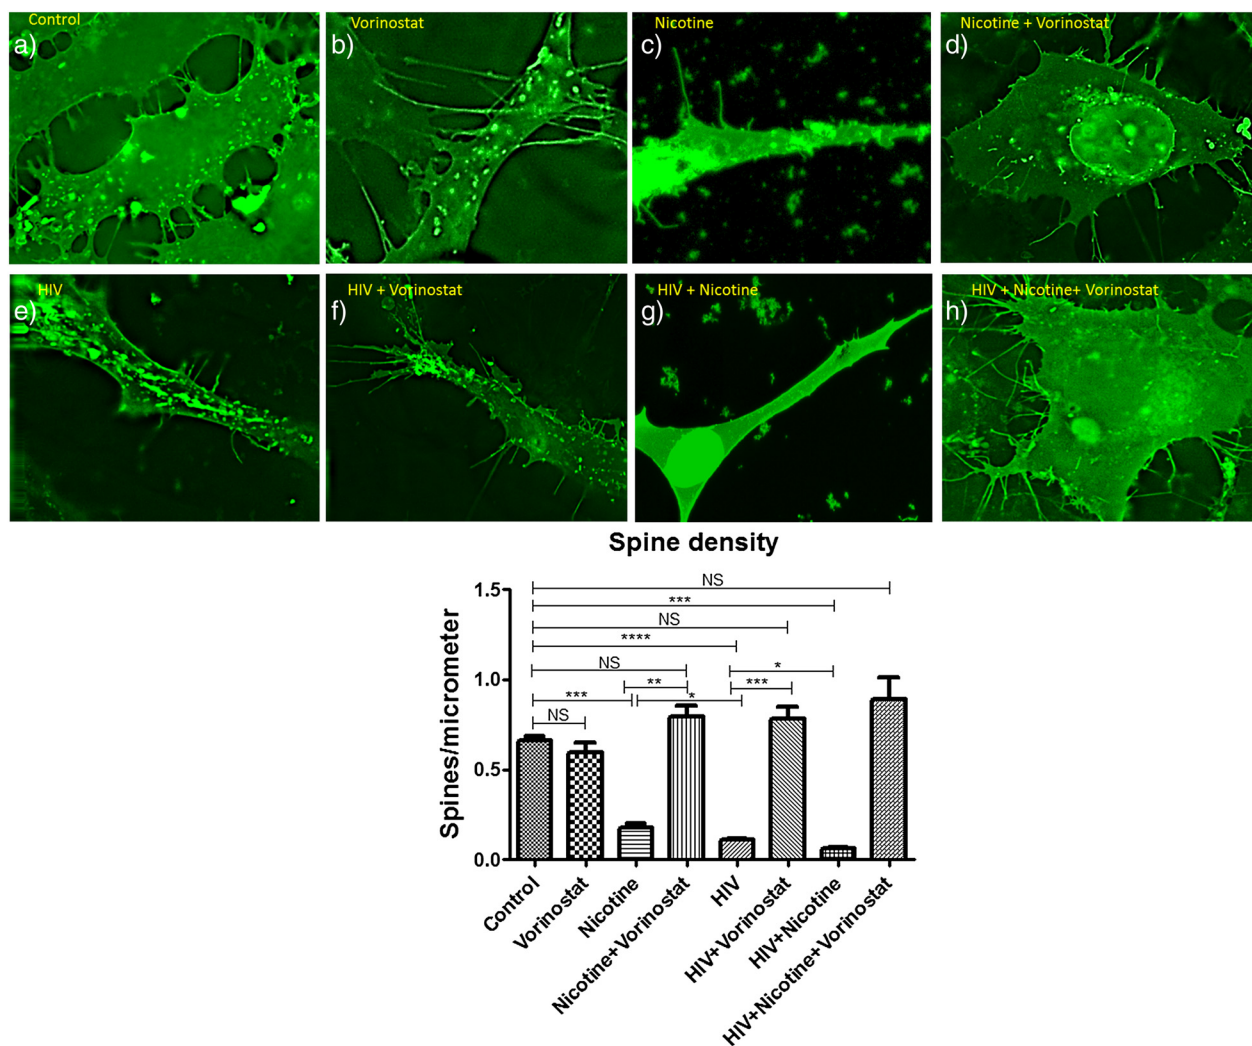 Control
a)
Vorinostat
b)
Nicotine
c)
Nicotine + Vorinostat
d)
HIV
e)
HIV + Vorinostat
f)
HIV + Nicotine
g)
HIV + Nicotine+ Vorinostat
h)
Spine density
Spines/micrometer
1.5
1.0
0.5
0.0
NS
***
NS
****
NS
*
**
***
***
*
NS
Control
Vorinostat
Nicotine
Nicotine+Vorinostat
HIV
HIV+Vorinostat
HIV+Nicotine
HIV+Nicotine+Vorinostat